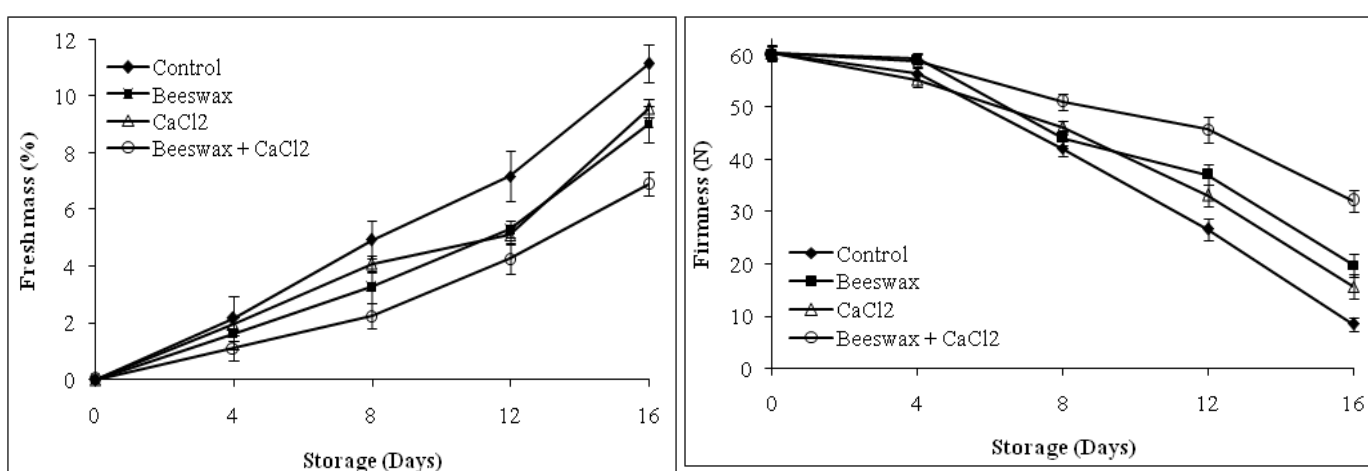 12
10
8
6
4
2
0
Fresh mass (%)
Control
Beeswax
CaCl2
Beeswax + CaCl2
0 4 8 12 16
Storage (Days)
60
50
40
30
20
10
0
Firmness (N)
Control
Beeswax
CaCl2
Beeswax + CaCl2
0 4 8 12 16
Storage (Days)